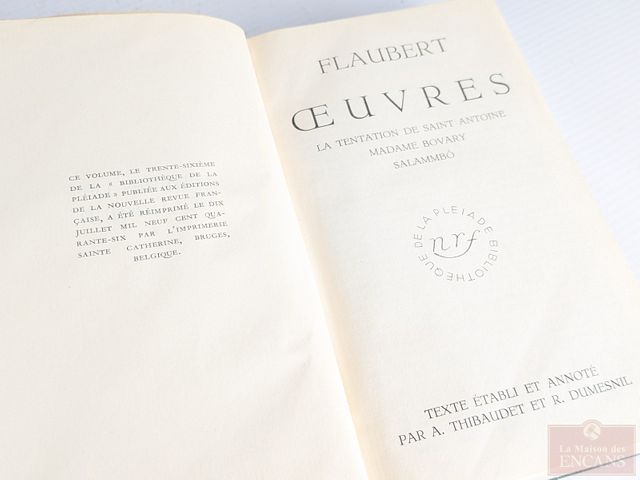 CE VOLUME, LE TRENTE-SIXIÈME
DE LA « BIBLIOTHÈQUE DE LA
PLÉIADE » PUBLIÉE AUX ÉDITIONS
DE LA NOUVELLE REVUE FRAN-
ÇAISE, A ÉTÉ RÉIMPRIMÉ LE DIX
JUILLET MIL NEUF CENT QUA-
RANTE-SIX PAR L'IMPRIMERIE
SAINTE CATHERINE, BRUGES,
BELGIQUE.
FLAUBERT
ŒUVRES
LA TENTATION DE SAINT ANTOINE
MADAME BOVARY
SALAMMBÔ
BIBLIOTHÈQUE DE LA PLEIADE
nrf
TEXTE ÉTABLI ET ANNOTÉ
PAR A. THIBAUDET ET R. DUMESNIL
La Maison des
ENCANS